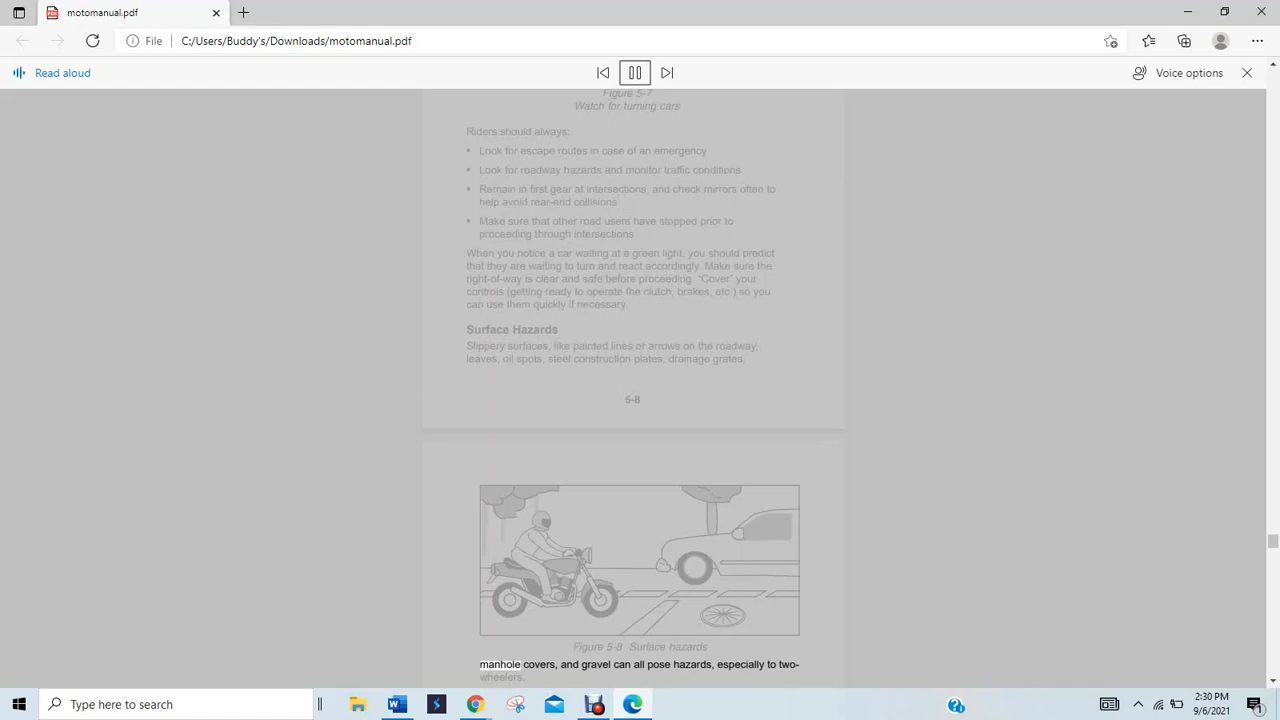 motomanual.pdf
File
C:/Users/Buddy's/Downloads/motomanual.pdf
Read aloud
Voice options
Figure 5-7
Watch for turning cars
Riders should always:
• Look for escape routes in case of an emergency
• Look for roadway hazards and monitor traffic conditions
• Remain in first gear at intersections, and check mirrors often to
help avoid rear-end collisions
• Make sure that other road users have stopped prior to
proceeding through intersections
When you notice a car waiting at a green light, you should predict
that they are waiting to turn and react accordingly. Make sure the
right-of-way is clear and safe before proceeding. “Cover” your
controls (getting ready to operate the clutch, brakes, etc.) so you
can use them quickly if necessary.
Surface Hazards
Slippery surfaces, like painted lines or arrows on the roadway,
leaves, oil spots, steel construction plates, drainage grates,
5-8
Figure 5-8 Surface hazards
manhole covers, and gravel can all pose hazards, especially to two-
wheelers.
Type here to search
2:30 PM
9/6/2021